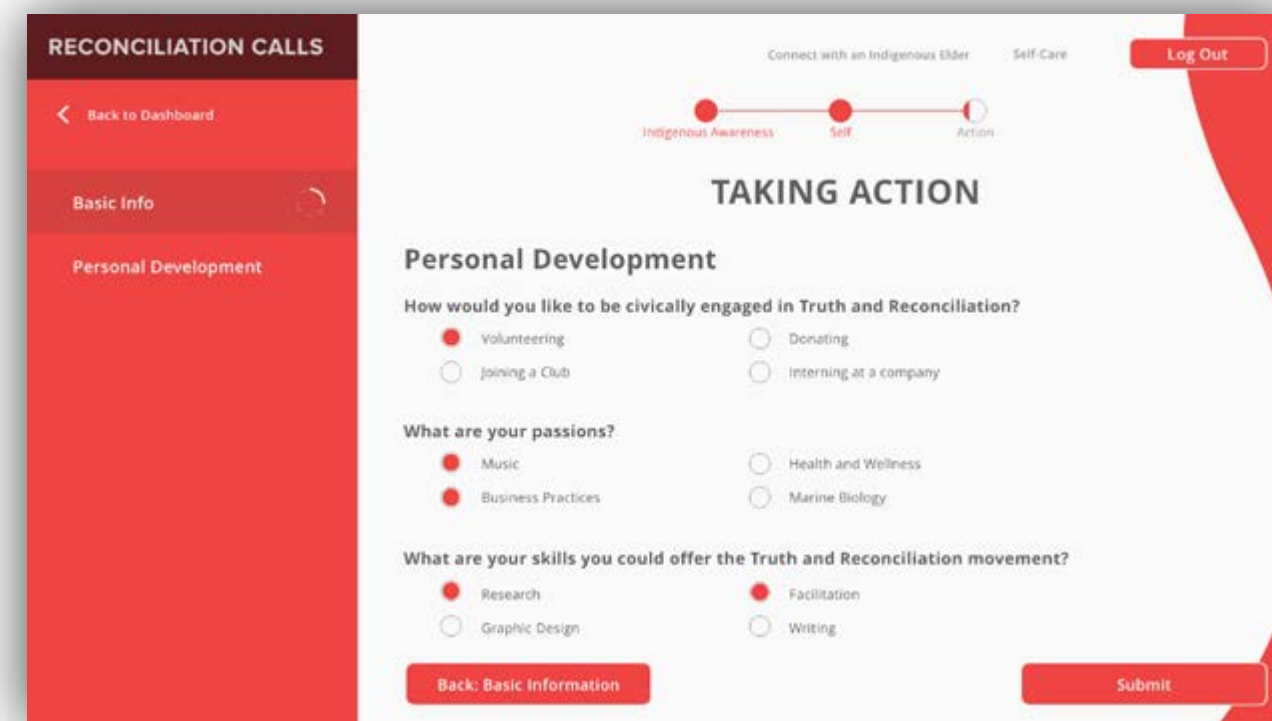 RECONCILIATION CALLS
Back to Dashboard
Basic Info
Personal Development
Connect with an Indigenous Elder Self-Care Log Out
Indigenous Awareness Self Action
TAKING ACTION
Personal Development
How would you like to be civically engaged in Truth and Reconciliation?
Volunteering Donating
Joining a Club Interning at a company
What are your passions?
Music Health and Wellness
Business Practices Marine Biology
What are your skills you could offer the Truth and Reconciliation movement?
Research Facilitation
Graphic Design Writing
Back: Basic Information Submit